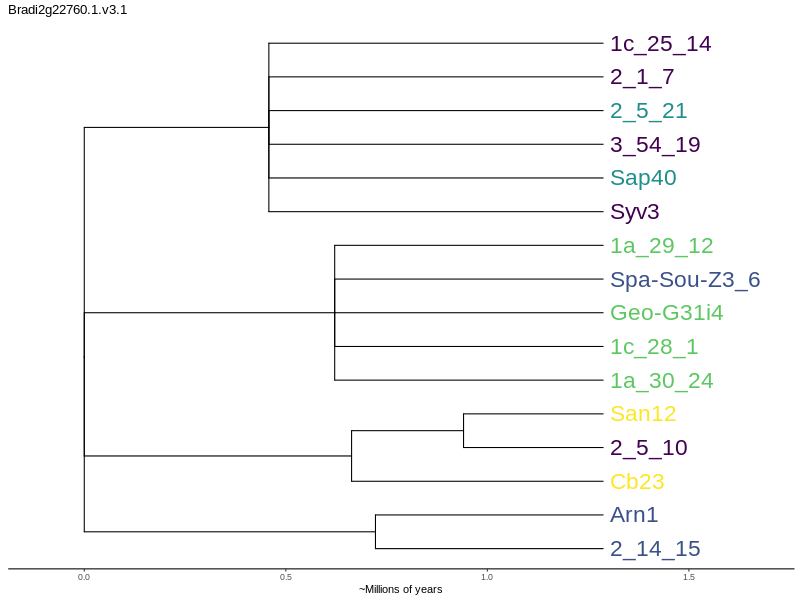 Bradi2g22760.1.v3.1
1c_25_14
2_1_7
2_5_21
3_54_19
Sap40
Syv3
1a_29_12
Spa-Sou-Z3_6
Geo-G31i4
1c_28_1
1a_30_24
San12
2_5_10
Cb23
Arn1
2_14_15
0.0 0.5 1.0 1.5
~Millions of years